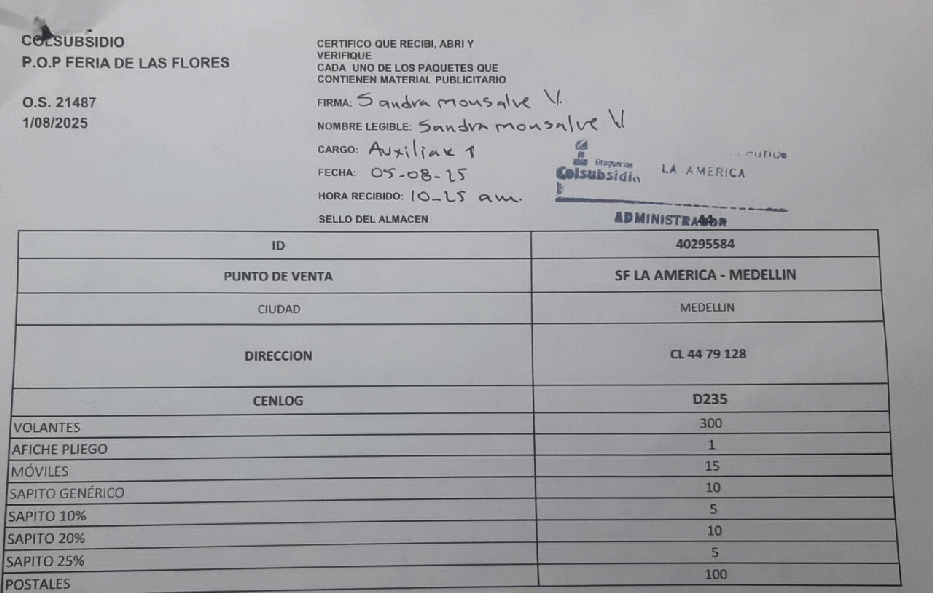 COLSUBSIDIO
P.O.P FERIA DE LAS FLORES
O.S. 21487
1/08/2025
CERTIFICO QUE RECIBI, ABRI Y
VERIFIQUE
CADA UNO DE LOS PAQUETES QUE
CONTIENEN MATERIAL PUBLICITARIO
FIRMA: Sandra monsalve V.
NOMBRE LEGIBLE: Sandra monsalve V
CARGO: Auxiliar 1
FECHA: 05-08-25
HORA RECIBIDO: 10-25 am.
SELLO DEL ALMACEN
Droguerías
Colsubsidio
LA AMERICA
ADMINISTRADOR
ID 40295584
PUNTO DE VENTA SF LA AMERICA - MEDELLIN
CIUDAD MEDELLIN
DIRECCION CL 44 79 128
CENLOG D235
VOLANTES 300
AFICHE PLIEGO 1
MÓVILES 15
SAPITO GENÉRICO 10
SAPITO 10% 5
SAPITO 20% 10
SAPITO 25% 5
POSTALES 100